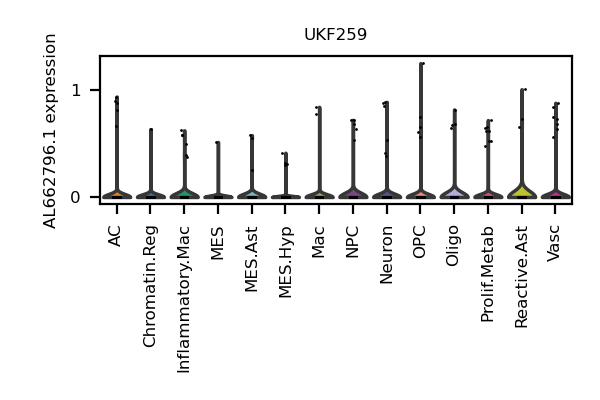 UKF259
AL662796.1 expression
1
0
AC
Chromatin.Reg
Inflammatory.Mac
MES
MES.Ast
MES.Hyp
Mac
NPC
Neuron
OPC
Oligo
Prolif.Metab
Reactive.Ast
Vasc